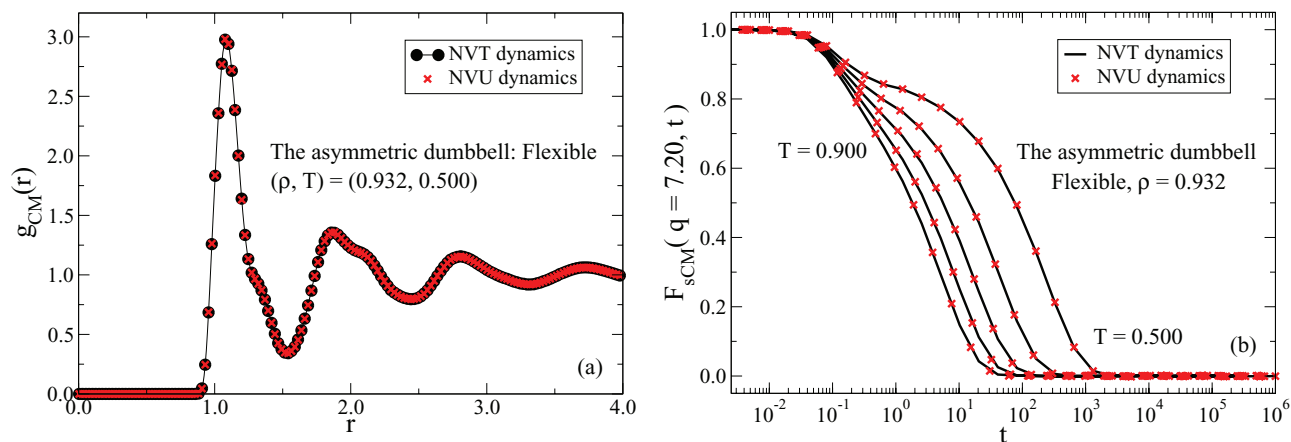 3.0
2.5
2.0
1.5
1.0
0.5
0.0
g_CM(r)
NVT dynamics
NVU dynamics
The asymmetric dumbbell: Flexible
(ρ, T) = (0.932, 0.500)
(a)
0.0 1.0 2.0 3.0 4.0
r
1.0
0.8
0.6
0.4
0.2
0.0
F_sCM( q = 7.20, t )
NVT dynamics
NVU dynamics
T = 0.900
The asymmetric dumbbell
Flexible, ρ = 0.932
T = 0.500
(b)
10^-2 10^-1 10^0 10^1 10^2 10^3 10^4 10^5 10^6
t